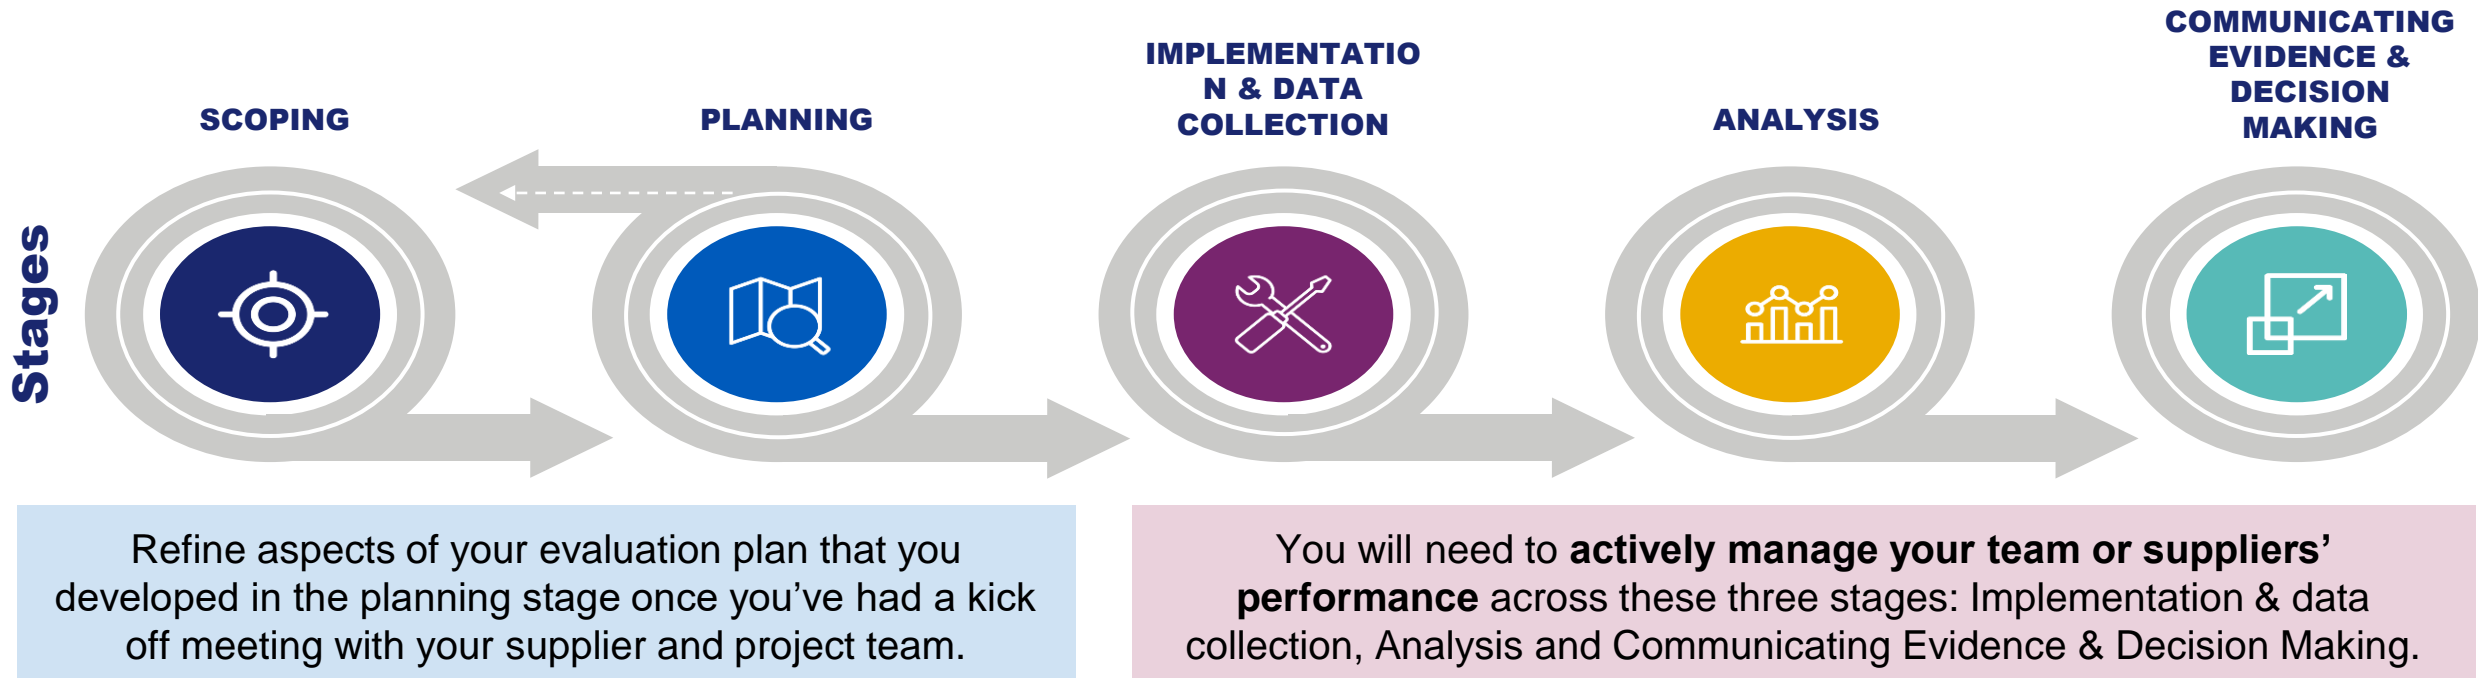 Stages
SCOPING
PLANNING
IMPLEMENTATIO
N & DATA
COLLECTION
ANALYSIS
COMMUNICATING
EVIDENCE &
DECISION
MAKING
Refine aspects of your evaluation plan that you
developed in the planning stage once you’ve had a kick
off meeting with your supplier and project team.
You will need to actively manage your team or suppliers’
performance across these three stages: Implementation & data
collection, Analysis and Communicating Evidence & Decision Making.